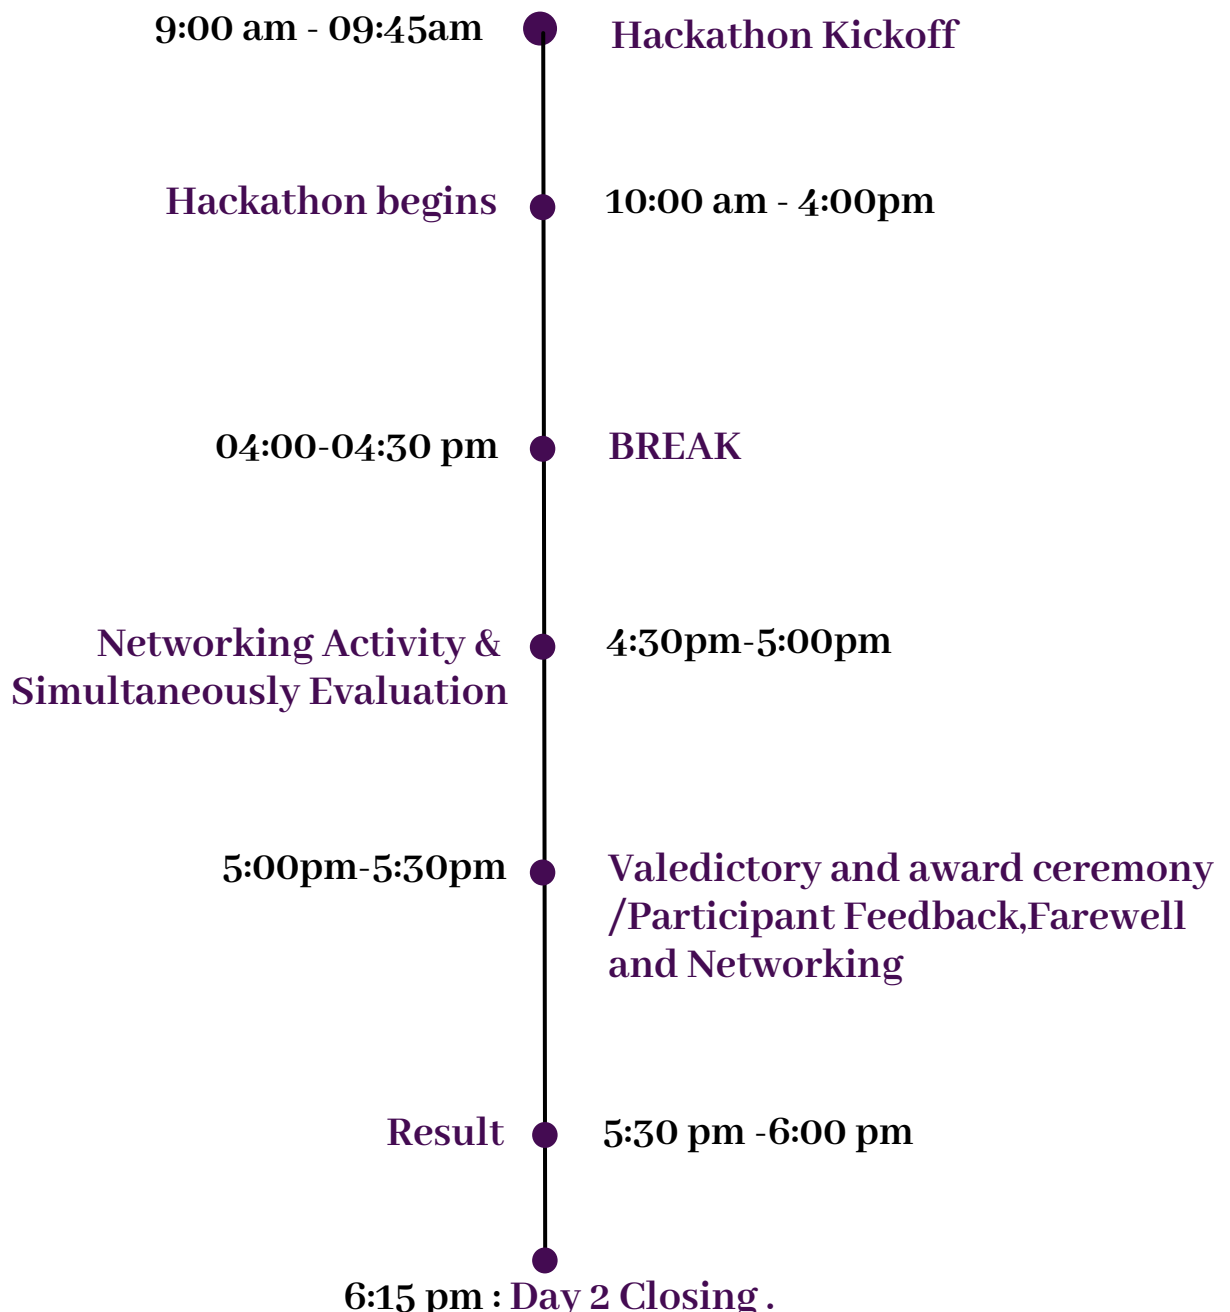 9:00 am - 09:45am
Hackathon Kickoff
Hackathon begins
10:00 am - 4:00pm
04:00-04:30 pm
BREAK
Networking Activity &
Simultaneously Evaluation
4:30pm-5:00pm
5:00pm-5:30pm
Valedictory and award ceremony
/Participant Feedback,Farewell
and Networking
Result
5:30 pm -6:00 pm
6:15 pm : Day 2 Closing .